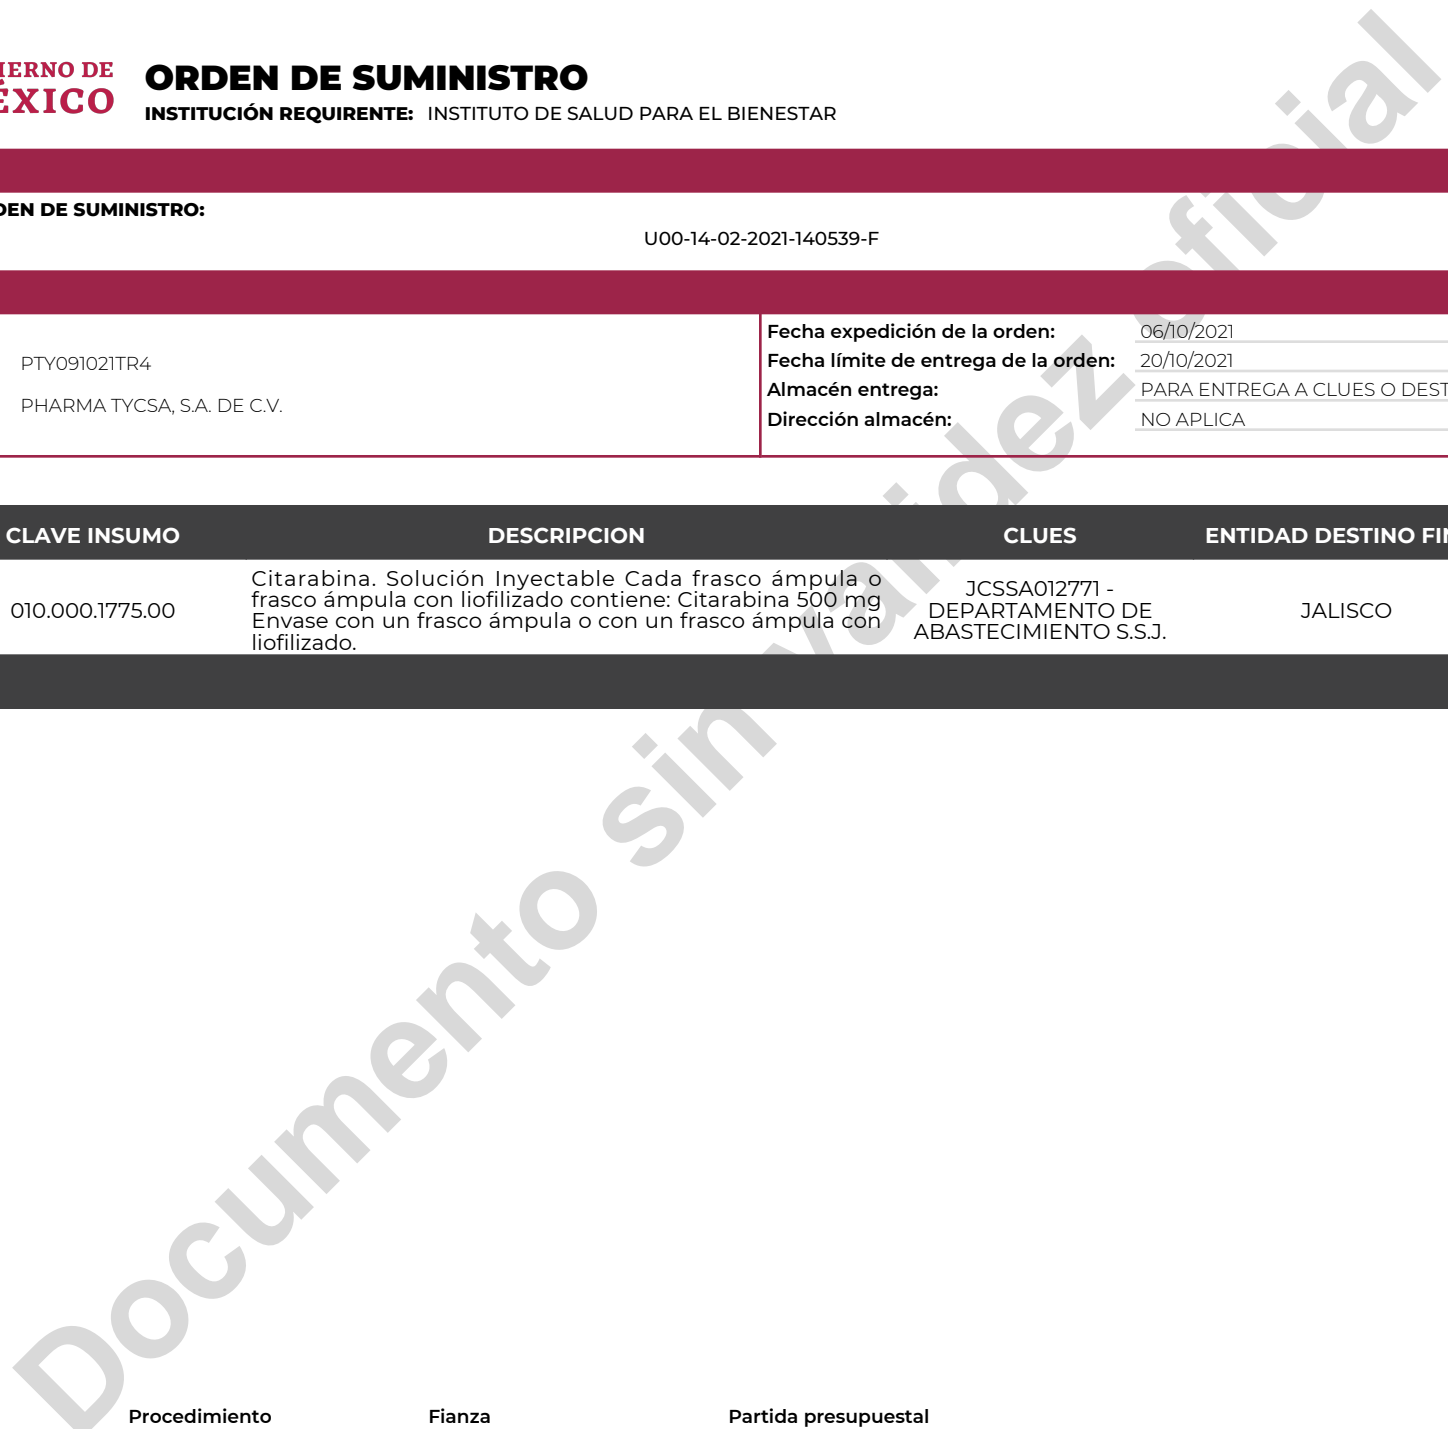 IERNO DE
ÉXICO
ORDEN DE SUMINISTRO
INSTITUCIÓN REQUIRENTE: INSTITUTO DE SALUD PARA EL BIENESTAR
DEN DE SUMINISTRO:
U00-14-02-2021-140539-F
PTY091021TR4
PHARMA TYCSA, S.A. DE C.V.
Fecha expedición de la orden: 06/10/2021
Fecha límite de entrega de la orden: 20/10/2021
Almacén entrega: PARA ENTREGA A CLUES O DEST
Dirección almacén: NO APLICA
CLAVE INSUMO DESCRIPCION CLUES ENTIDAD DESTINO FIN
010.000.1775.00
Citarabina. Solución Inyectable Cada frasco ámpula o
frasco ámpula con liofilizado contiene: Citarabina 500 mg
Envase con un frasco ámpula o con un frasco ámpula con
liofilizado.
JCSSA012771 -
DEPARTAMENTO DE
ABASTECIMIENTO S.S.J.
JALISCO
Documento sin validez oficial
Procedimiento Fianza Partida presupuestal